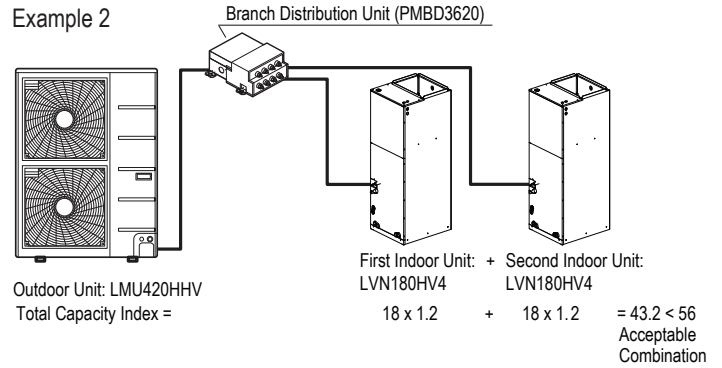 Example 2
Branch Distribution Unit (PMBD3620)
First Indoor Unit: + Second Indoor Unit:
LVN180HV4 LVN180HV4
Outdoor Unit: LMU420HHV
Total Capacity Index = 18 x 1.2 + 18 x 1.2 = 43.2 < 56
Acceptable
Combination